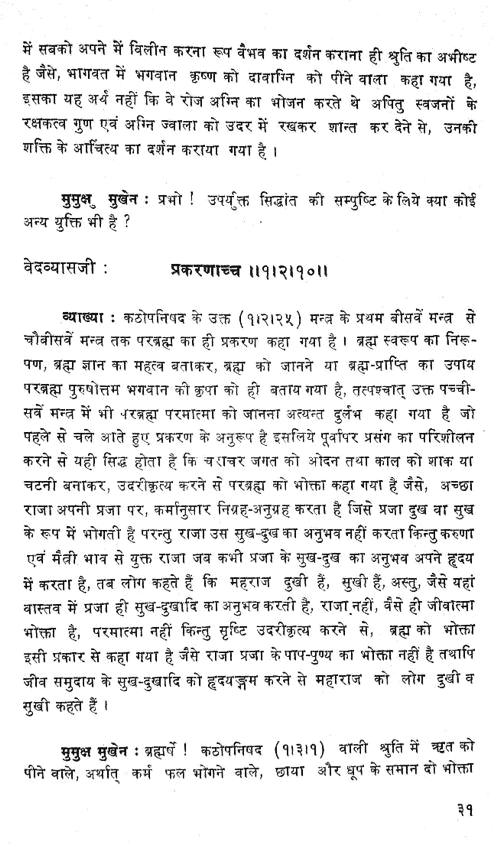 में सबको अपने में विलीन करना रूप वैभव का दर्शन कराना ही श्रुति का अभीष्ट
है जैसे, भागवत में भगवान कृष्ण को दावाग्नि को पीने वाला कहा गया है,
इसका यह अर्थ नहीं कि वे रोज अग्नि का भोजन करते थे अपितु स्वजनों के
रक्षकत्व गुण एवं अग्नि ज्वाला को उदर में रखकर शान्त कर देने से, उनकी
शक्ति के आचिंत्य का दर्शन कराया गया है ।
मुमुक्षु मुखेन : प्रभो ! उपर्युक्त सिद्धांत की सम्पुष्टि के लिये क्या कोई
अन्य युक्ति भी है ?
वेदव्यासजी : प्रकरणाच्च ॥१।२।१०॥
व्याख्या : कठोपनिषद के उक्त (१।२।२५) मन्त्र के प्रथम बीसवें मन्त्र से
चौबीसवें मन्त्र तक परब्रह्म का ही प्रकरण कहा गया है । ब्रह्म स्वरूप का निरू-
पण, ब्रह्म ज्ञान का महत्व बताकर, ब्रह्म को जानने या ब्रह्म-प्राप्ति का उपाय
परब्रह्म पुरुषोत्तम भगवान की कृपा को ही बताय गया है, तत्पश्चात् उक्त पच्ची-
सवें मन्त्र में भी परब्रह्म परमात्मा को जानना अत्यन्त दुर्लभ कहा गया है जो
पहले से चले आते हुए प्रकरण के अनुरूप है इसलिये पूर्वापर प्रसंग का परिशीलन
करने से यही सिद्ध होता है कि चराचर जगत को ओदन तथा काल को शाक या
चटनी बनाकर, उदरीकृत्य करने से परब्रह्म को भोक्ता कहा गया है जैसे, अच्छा
राजा अपनी प्रजा पर, कर्मानुसार निग्रह-अनुग्रह करता है जिसे प्रजा दुख वा सुख
के रूप में भोगती है परन्तु राजा उस सुख-दुख का अनुभव नहीं करता किन्तु करुणा
एवं मैत्री भाव से युक्त राजा जब कभी प्रजा के सुख-दुख का अनुभव अपने हृदय
में करता है, तब लोग कहते हैं कि महराज दुखी हैं, सुखी हैं, अस्तु, जैसे यहां
वास्तव में प्रजा ही सुख-दुखादि का अनुभव करती है, राजा नहीं, वैसे ही जीवात्मा
भोक्ता है, परमात्मा नहीं किन्तु सृष्टि उदरीकृत्य करने से, ब्रह्म को भोक्ता
इसी प्रकार से कहा गया है जैसे राजा प्रजा के पाप-पुण्य का भोक्ता नहीं है तथापि
जीव समुदाय के सुख-दुखादि को हृदयङ्गम करने से महाराज को लोग दुखी व
सुखी कहते हैं ।
मुमुक्ष मुखेन : ब्रह्मर्षे ! कठोपनिषद (१।३।१) वाली श्रुति में ऋत को
पीने वाले, अर्थात् कर्म फल भोगने वाले, छाया और धूप के समान दो भोक्ता
३१